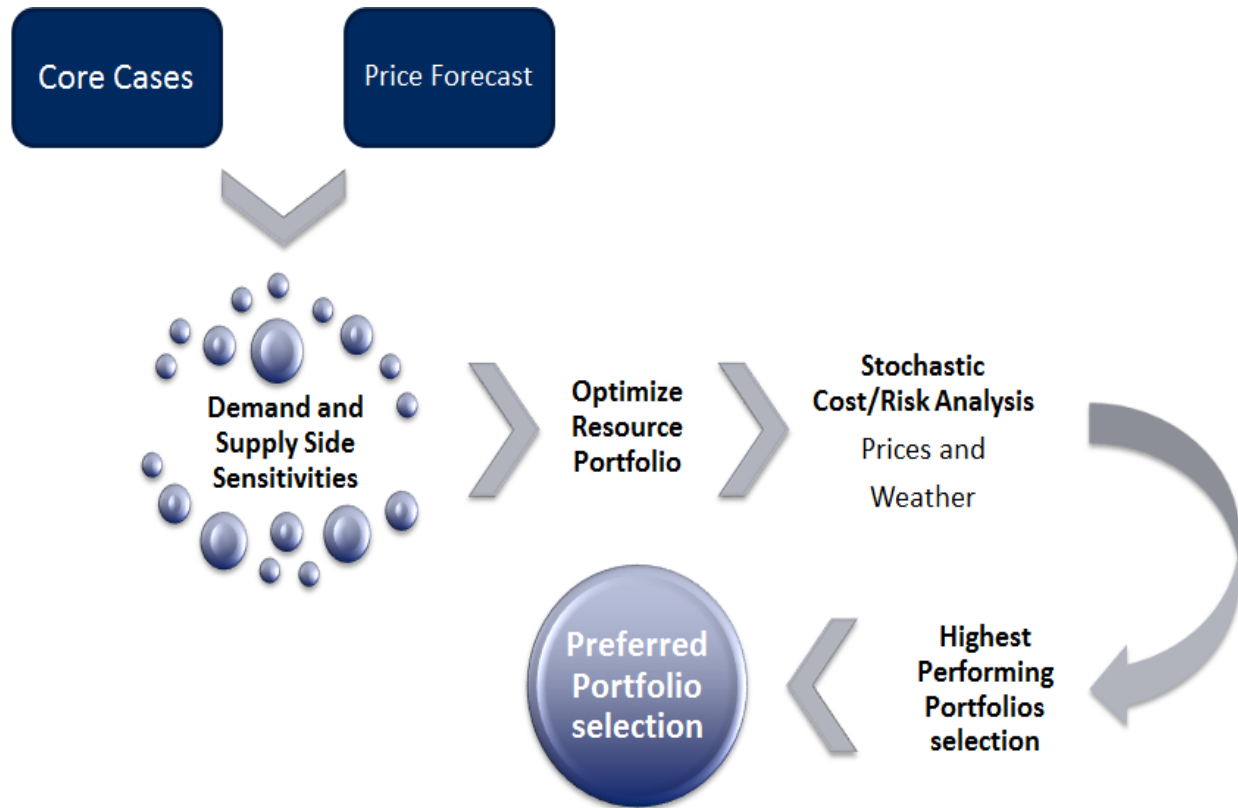 Core Cases
Price Forecast
Demand and
Supply Side
Sensitivities
Optimize
Resource
Portfolio
Stochastic
Cost/Risk Analysis
Prices and
Weather
Highest
Performing
Portfolios
selection
Preferred
Portfolio
selection